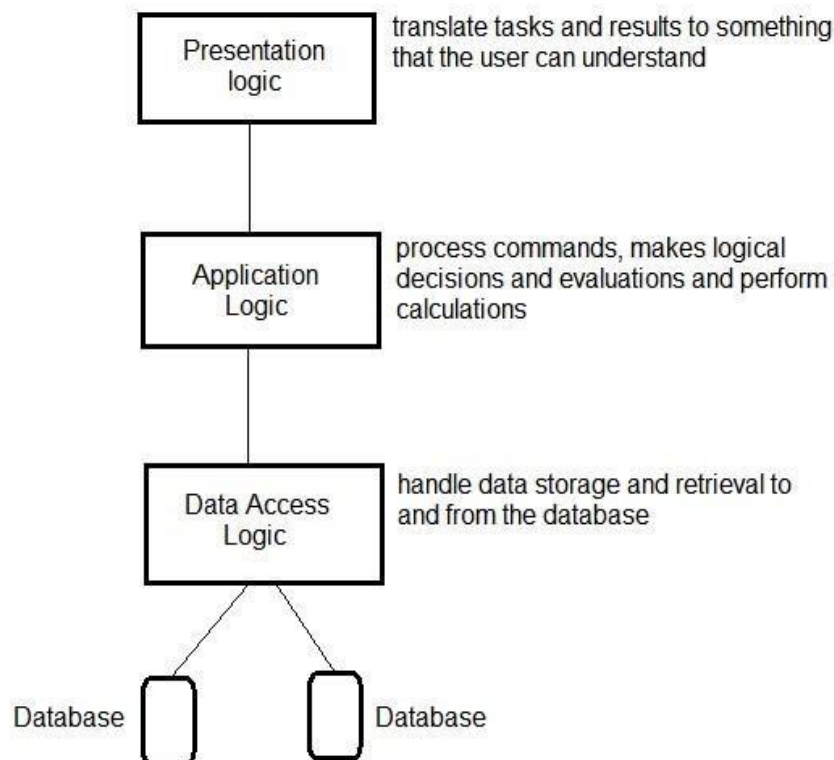 Presentation
logic
translate tasks and results to something
that the user can understand
Application
Logic
process commands, makes logical
decisions and evaluations and perform
calculations
Data Access
Logic
handle data storage and retrieval to
and from the database
Database
Database